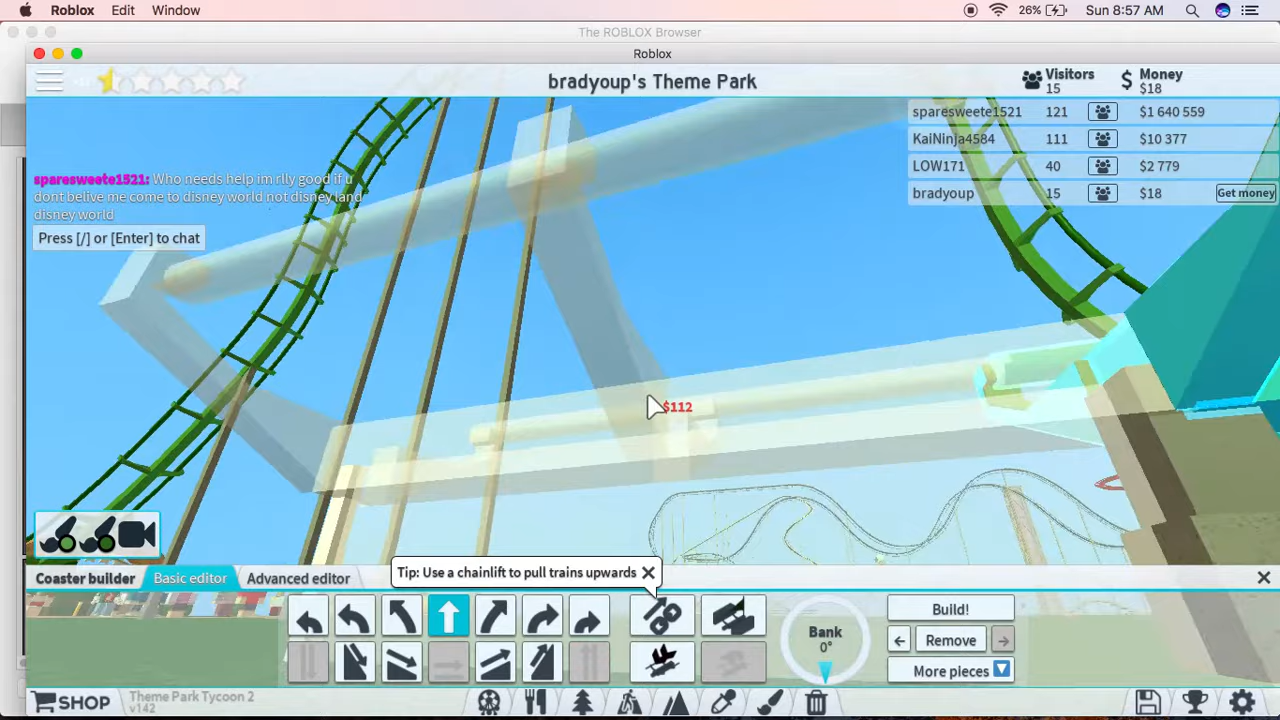 Roblox Edit Window
26% Sun 8:57 AM
The ROBLOX Browser
Roblox
bradyoup's Theme Park
Visitors
15
$ Money
$18
sparesweete1521 121 $1 640 559
KaiNinja4584 111 $10 377
LOW171 40 $2 779
bradyoup 15 $18 Get money
sparesweete1521: Who needs help im rlly good if u
dont belive me come to disney world not disney land
disney world
Press [/] or [Enter] to chat
$112
Tip: Use a chainlift to pull trains upwards
Coaster builder Basic editor Advanced editor
Bank
0°
Build!
Remove
More pieces
SHOP
Theme Park Tycoon 2
v142